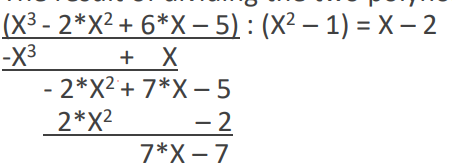 (X³ - 2*X² + 6*X – 5) : (X² – 1) = X – 2
-X³ + X
- 2*X² + 7*X – 5
2*X² – 2
7*X – 7